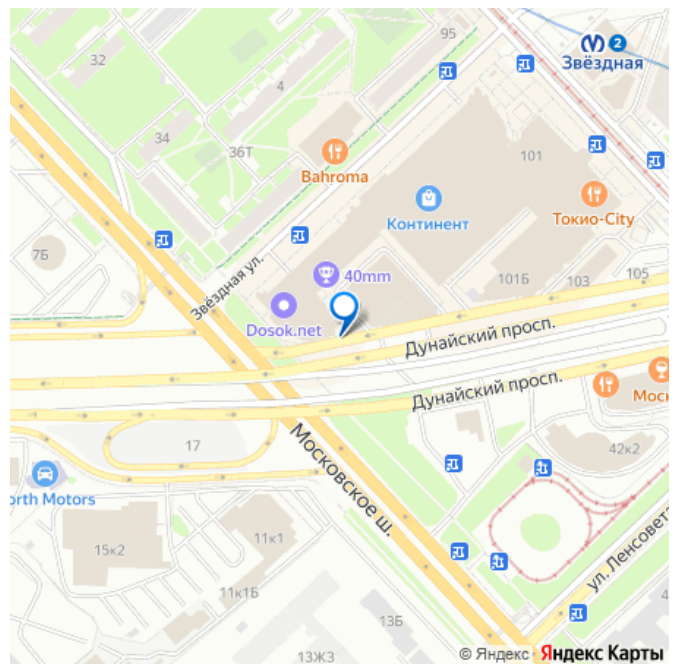 95
2
Звёздная
32
4
34
36Т
Bahroma
101
Токио-City
Континент
7Б
Звёздная ул.
40mm
101Б
103
105
Dosok.net
Дунайский просп.
Дунайский просп.
Моск
42к2
17
Московское ш.
orth Motors
15к2
11к1
11к1Б
ул. Ленсовета
4
13Б
13Ж3
© Яндекс Яндекс Карты